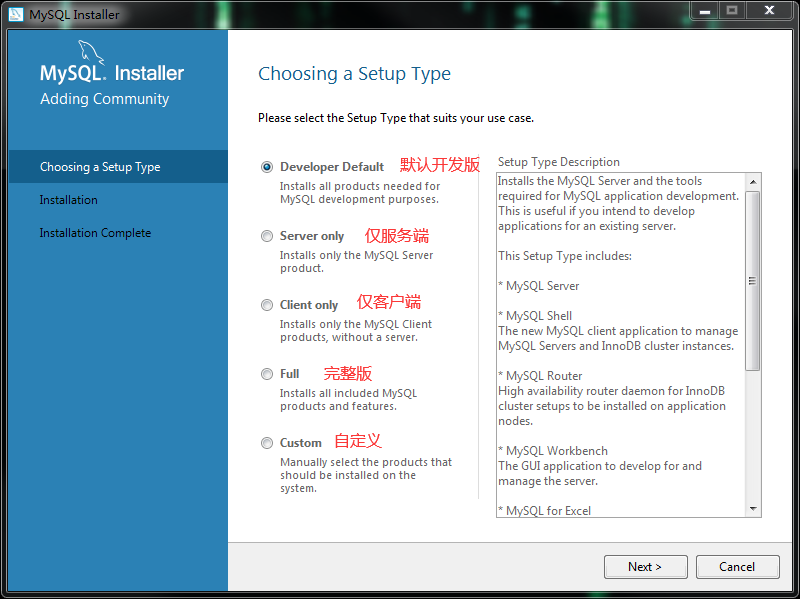 MySQL Installer
MySQL. Installer
Adding Community
Choosing a Setup Type
Installation
Installation Complete
Choosing a Setup Type
Please select the Setup Type that suits your use case.
Developer Default 默认开发版
Installs all products needed for
MySQL development purposes.
Server only 仅服务端
Installs only the MySQL Server
product.
Client only 仅客户端
Installs only the MySQL Client
products, without a server.
Full 完整版
Installs all included MySQL
products and features.
Custom 自定义
Manually select the products that
should be installed on the
system.
Setup Type Description
Installs the MySQL Server and the tools
required for MySQL application development.
This is useful if you intend to develop
applications for an existing server.
This Setup Type includes:
* MySQL Server
* MySQL Shell
The new MySQL client application to manage
MySQL Servers and InnoDB cluster instances.
* MySQL Router
High availability router daemon for InnoDB
cluster setups to be installed on application
nodes.
* MySQL Workbench
The GUI application to develop for and
manage the server.
* MySQL for Excel
Next >
Cancel